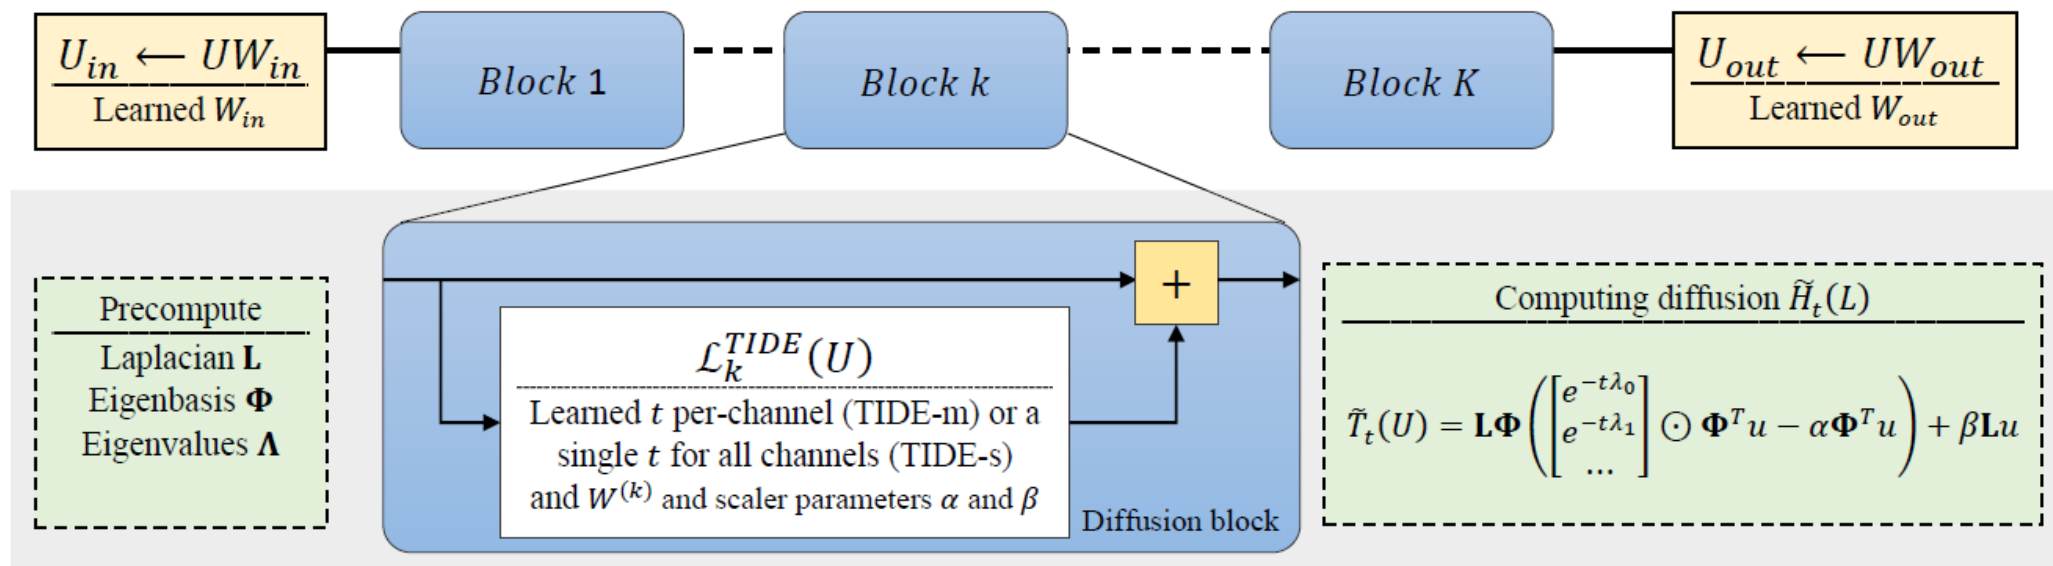 U_in ← UW_in
Learned W_in
Block 1
Block k
Block K
U_out ← UW_out
Learned W_out
Precompute
Laplacian L
Eigenbasis Φ
Eigenvalues Λ
+
ℒ_k^TIDE(U)
Learned t per-channel (TIDE-m) or a
single t for all channels (TIDE-s)
and W^(k) and scaler parameters α and β
Diffusion block
Computing diffusion H̃_t(L)
T̃_t(U) = LΦ([e^{-tλ_0} e^{-tλ_1} ...] ⊙ Φ^T u − αΦ^T u) + βLu